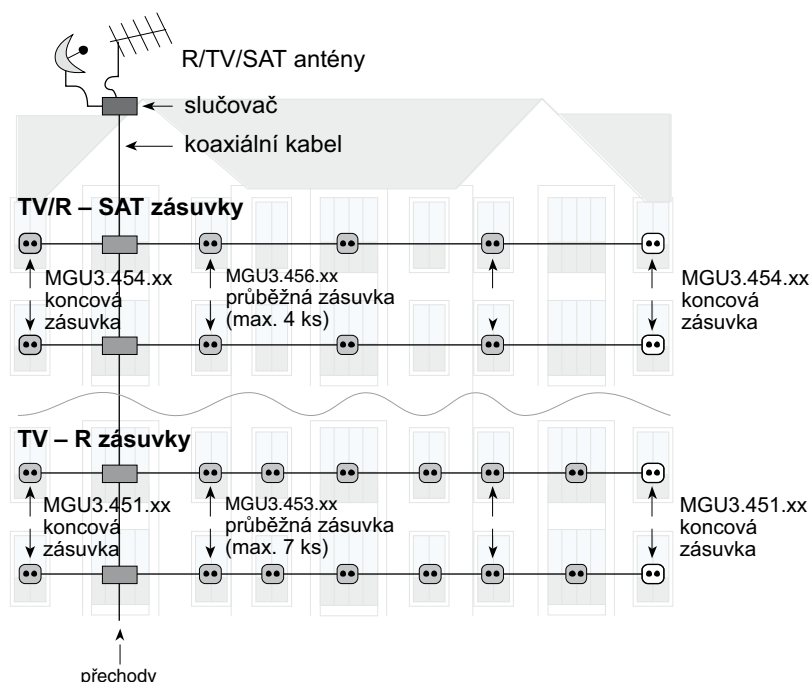 R/TV/SAT antény
slučovač
koaxiální kabel
TV/R – SAT zásuvky
MGU3.454.xx
koncová
zásuvka
MGU3.456.xx
průběžná zásuvka
(max. 4 ks)
MGU3.454.xx
koncová
zásuvka
TV – R zásuvky
MGU3.451.xx
koncová
zásuvka
MGU3.453.xx
průběžná zásuvka
(max. 7 ks)
MGU3.451.xx
koncová
zásuvka
přechody